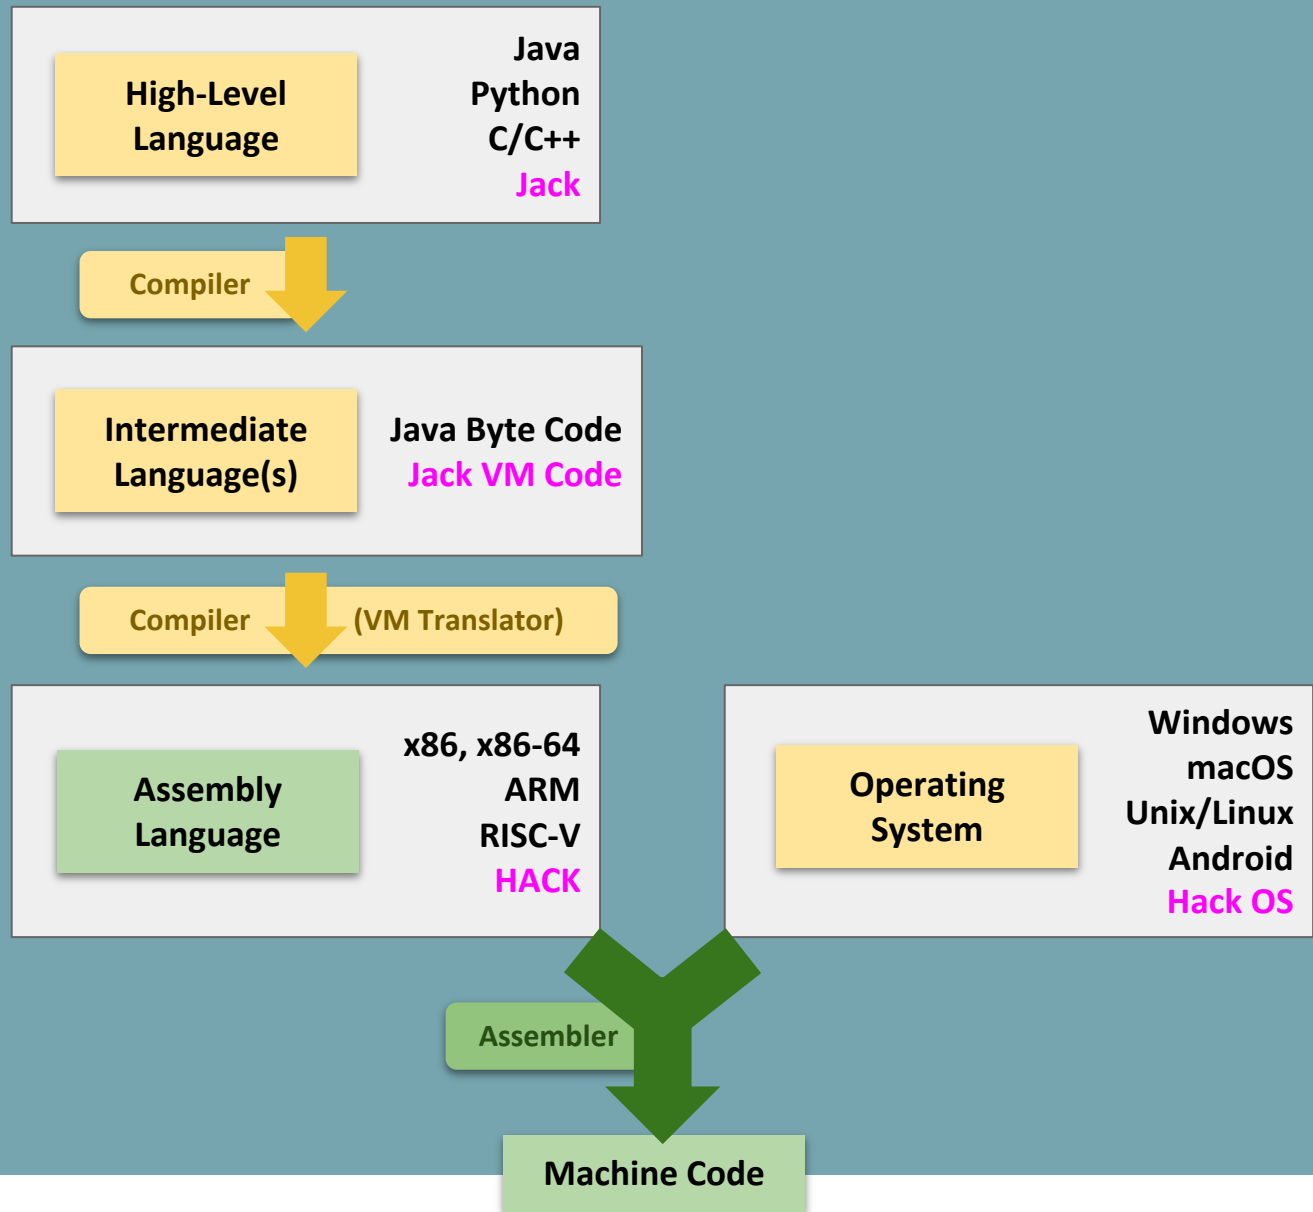 High-Level
Language
Java
Python
C/C++
Jack
Compiler
Intermediate
Language(s)
Java Byte Code
Jack VM Code
Compiler
(VM Translator)
Assembly
Language
x86, x86-64
ARM
RISC-V
HACK
Operating
System
Windows
macOS
Unix/Linux
Android
Hack OS
Assembler
Machine Code